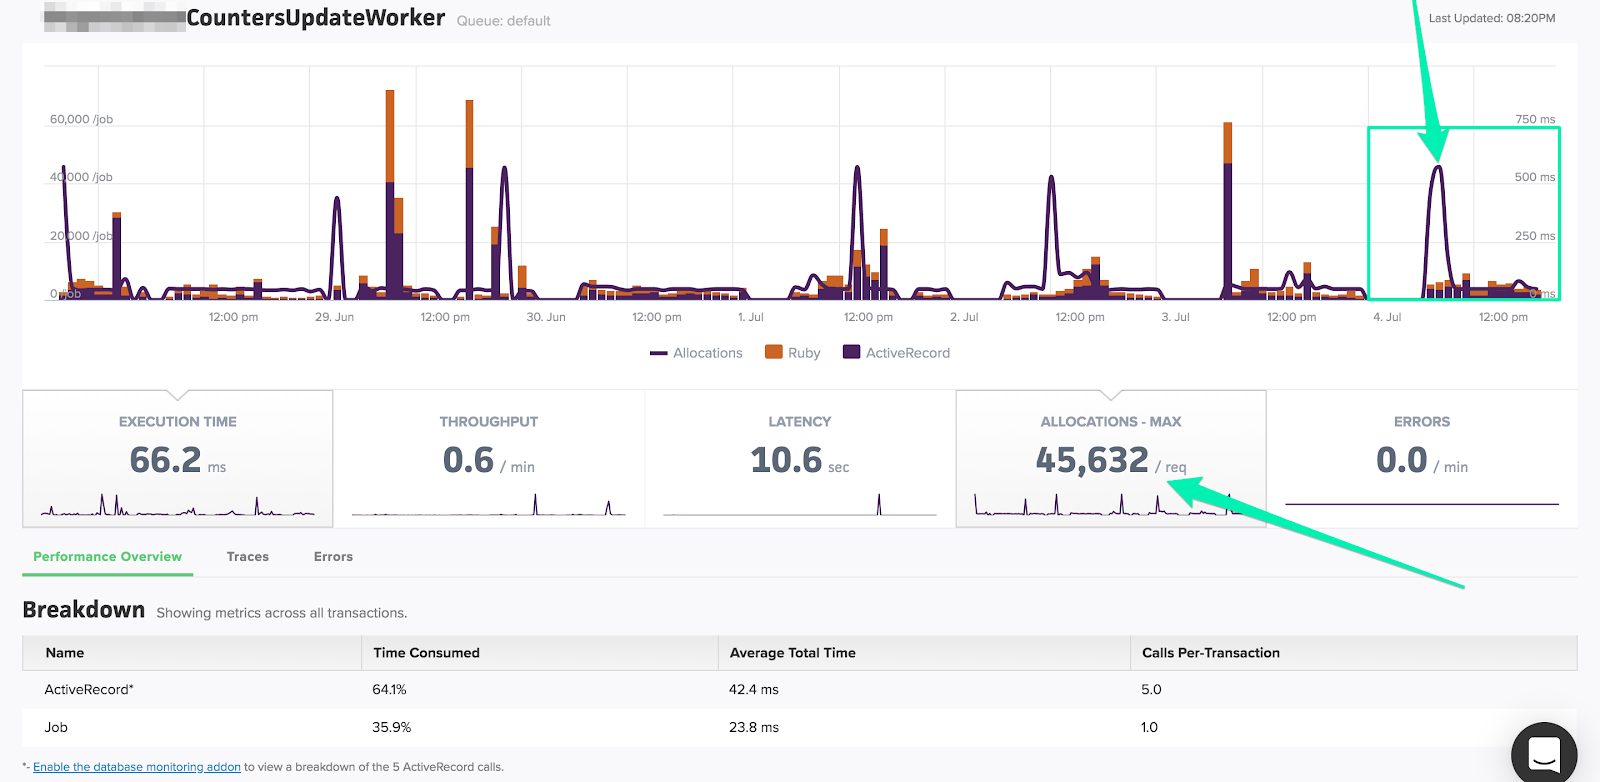 CountersUpdateWorker Queue: default
Last Updated: 08:20PM
60,000 /job
750 ms
40,000 /job
500 ms
20,000 /job
250 ms
0 /job
0 ms
12:00 pm 29. Jun 12:00 pm 30. Jun 12:00 pm 1. Jul 12:00 pm 2. Jul 12:00 pm 3. Jul 12:00 pm 4. Jul 12:00 pm
Allocations Ruby ActiveRecord
EXECUTION TIME THROUGHPUT LATENCY ALLOCATIONS - MAX ERRORS
66.2 ms 0.6 / min 10.6 sec 45,632 / req 0.0 / min
Performance Overview Traces Errors
Breakdown Showing metrics across all transactions.
Name Time Consumed Average Total Time Calls Per-Transaction
ActiveRecord* 64.1% 42.4 ms 5.0
Job 35.9% 23.8 ms 1.0
*- Enable the database monitoring addon to view a breakdown of the 5 ActiveRecord calls.